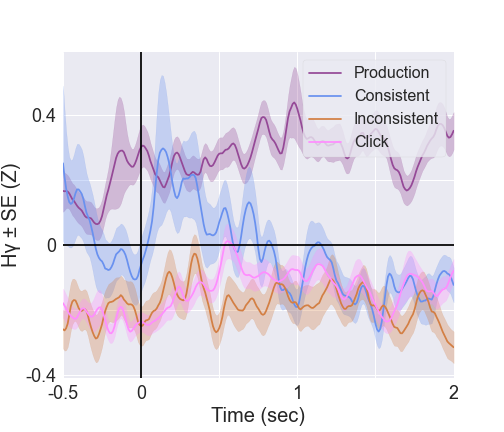 Hγ ± SE (Z)
0.4
0
-0.4
-0.5
0
1
2
Time (sec)
Production
Consistent
Inconsistent
Click